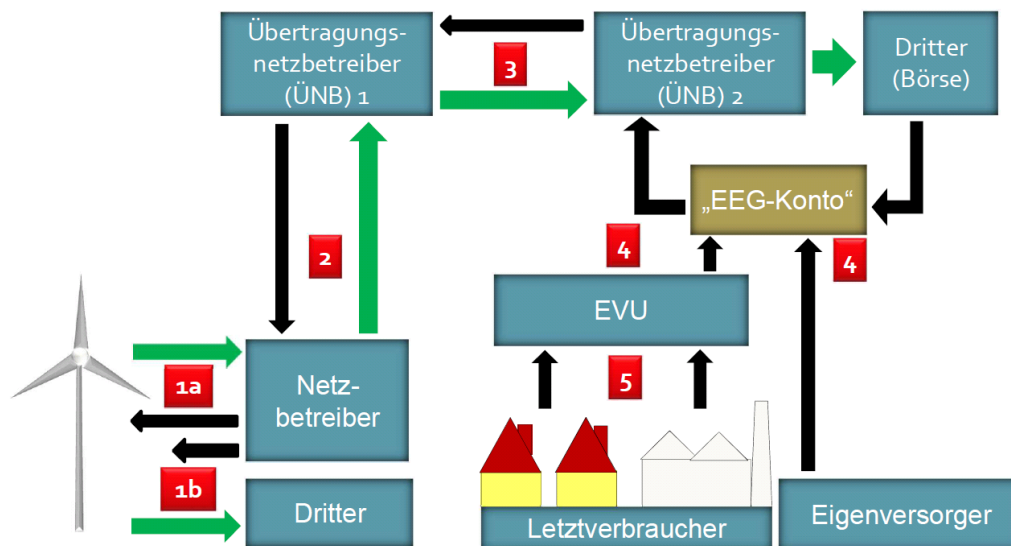 Übertragungs-
netzbetreiber
(ÜNB) 1
3
Übertragungs-
netzbetreiber
(ÜNB) 2
Dritter
(Börse)
„EEG-Konto“
2
4
4
EVU
1a
Netz-
betreiber
5
1b
Dritter
Letztverbraucher
Eigenversorger